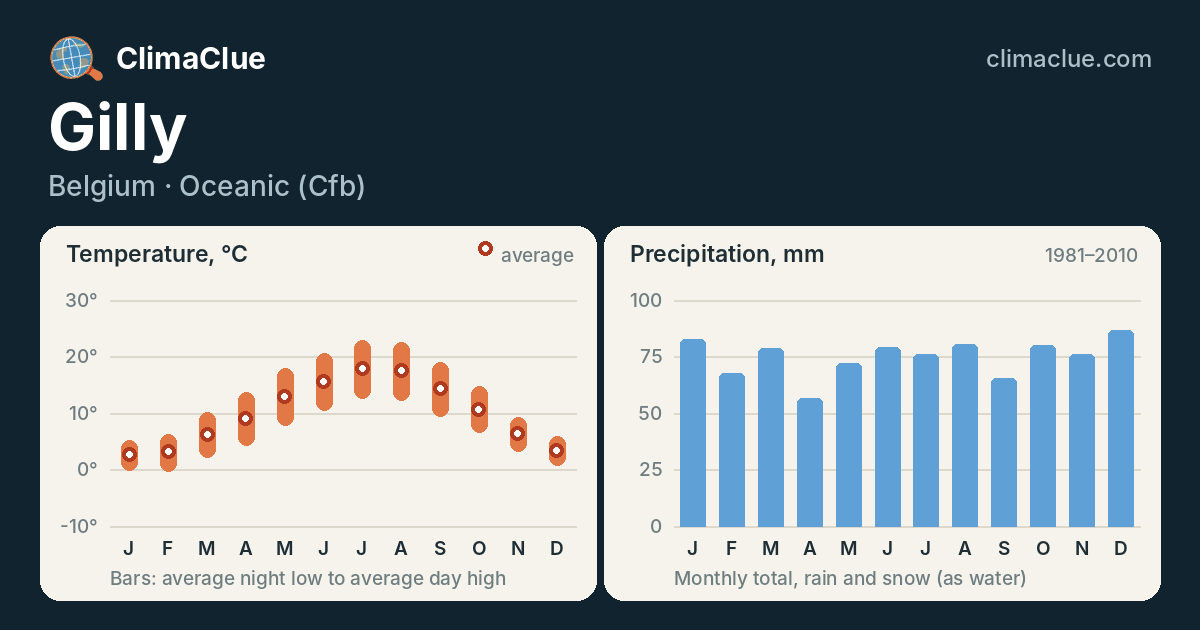 ClimaClue
climaclue.com
Gilly
Belgium · Oceanic (Cfb)
Temperature, °C
average
30°
20°
10°
0°
-10°
J F M A M J J A S O N D
Bars: average night low to average day high
Precipitation, mm
1981–2010
100
75
50
25
0
J F M A M J J A S O N D
Monthly total, rain and snow (as water)